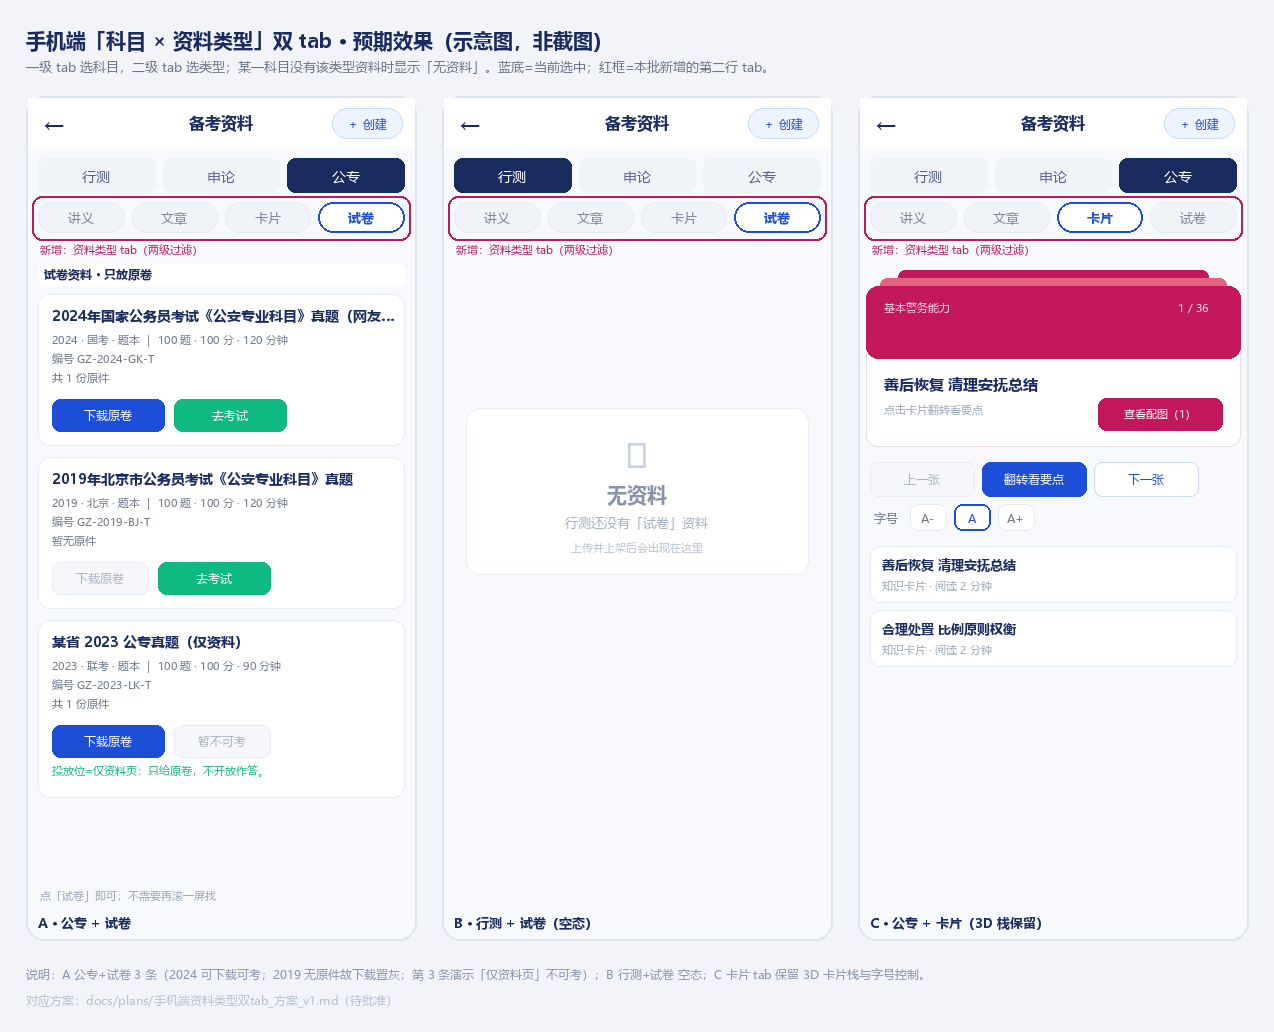 手机端「科目 × 资料类型」双 tab • 预期效果（示意图，非截图）
一级 tab 选科目，二级 tab 选类型；某一科目没有该类型资料时显示「无资料」。蓝底=当前选中；红框=本批新增的第二行 tab。
← 备考资料 + 创建
行测 申论 公专
讲义 文章 卡片 试卷
新增：资料类型 tab（两级过滤）
试卷资料 • 只放原卷
2024年国家公务员考试《公安专业科目》真题（网友...
2024 · 国考 · 题本 | 100 题 · 100 分 · 120 分钟
编号 GZ-2024-GK-T
共 1 份原件
下载原卷 去考试
2019年北京市公务员考试《公安专业科目》真题
2019 · 北京 · 题本 | 100 题 · 100 分 · 120 分钟
编号 GZ-2019-BJ-T
暂无原件
下载原卷 去考试
某省 2023 公专真题（仅资料）
2023 · 联考 · 题本 | 100 题 · 100 分 · 90 分钟
编号 GZ-2023-LK-T
共 1 份原件
下载原卷 暂不可考
投放位=仅资料页：只给原卷，不开放作答。
点「试卷」即可；不需要再滚一屏找
A • 公专 + 试卷
← 备考资料 + 创建
行测 申论 公专
讲义 文章 卡片 试卷
新增：资料类型 tab（两级过滤）
无资料
行测还没有「试卷」资料
上传并上架后会出现在这里
B • 行测 + 试卷（空态）
← 备考资料 + 创建
行测 申论 公专
讲义 文章 卡片 试卷
新增：资料类型 tab（两级过滤）
基本警务能力 1 / 36
善后恢复 清理安抚总结
点击卡片翻转看要点
查看配图（1）
上一张 翻转看要点 下一张
字号 A- A A+
善后恢复 清理安抚总结
知识卡片 · 阅读 2 分钟
合理处置 比例原则权衡
知识卡片 · 阅读 2 分钟
C • 公专 + 卡片（3D 栈保留）
说明：A 公专+试卷 3 条（2024 可下载可考；2019 无原件故下载置灰；第 3 条演示「仅资料页」不可考）；B 行测+试卷 空态；C 卡片 tab 保留 3D 卡片栈与字号控制。
对应方案：docs/plans/手机端资料类型双tab_方案_v1.md（待批准）